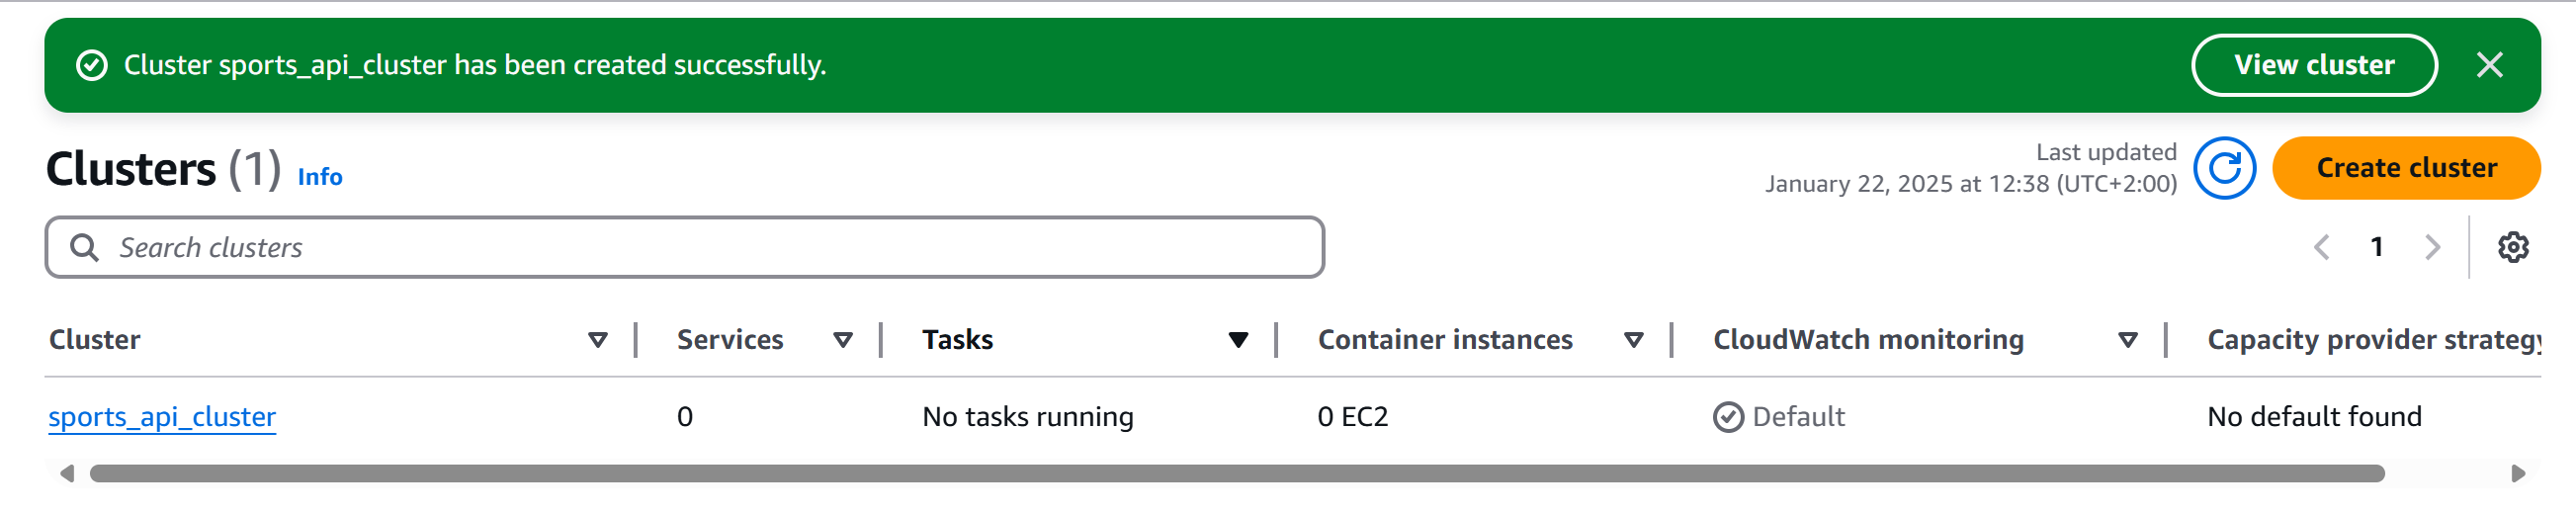 Cluster sports_api_cluster has been created successfully. View cluster
Clusters (1) Info
Last updated
January 22, 2025 at 12:38 (UTC+2:00)
Create cluster
Search clusters
1
Cluster Services Tasks Container instances CloudWatch monitoring Capacity provider strategy
sports_api_cluster 0 No tasks running 0 EC2 Default No default found